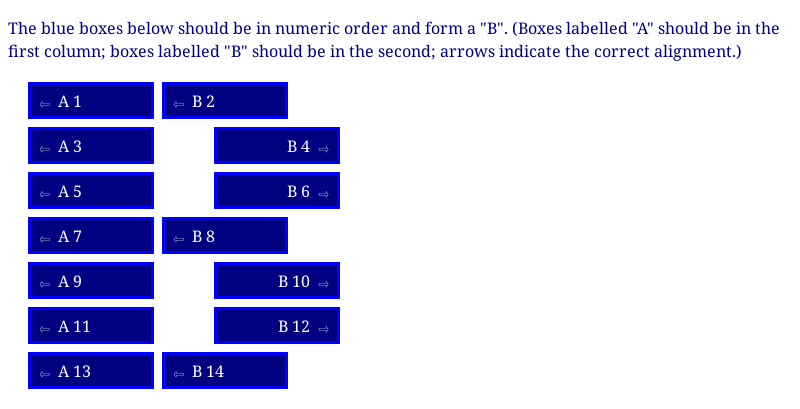 The blue boxes below should be in numeric order and form a "B". (Boxes labelled "A" should be in the
first column; boxes labelled "B" should be in the second; arrows indicate the correct alignment.)
⇦ A 1 ⇦ B 2
⇦ A 3 B 4 ⇨
⇦ A 5 B 6 ⇨
⇦ A 7 ⇦ B 8
⇦ A 9 B 10 ⇨
⇦ A 11 B 12 ⇨
⇦ A 13 ⇦ B 14